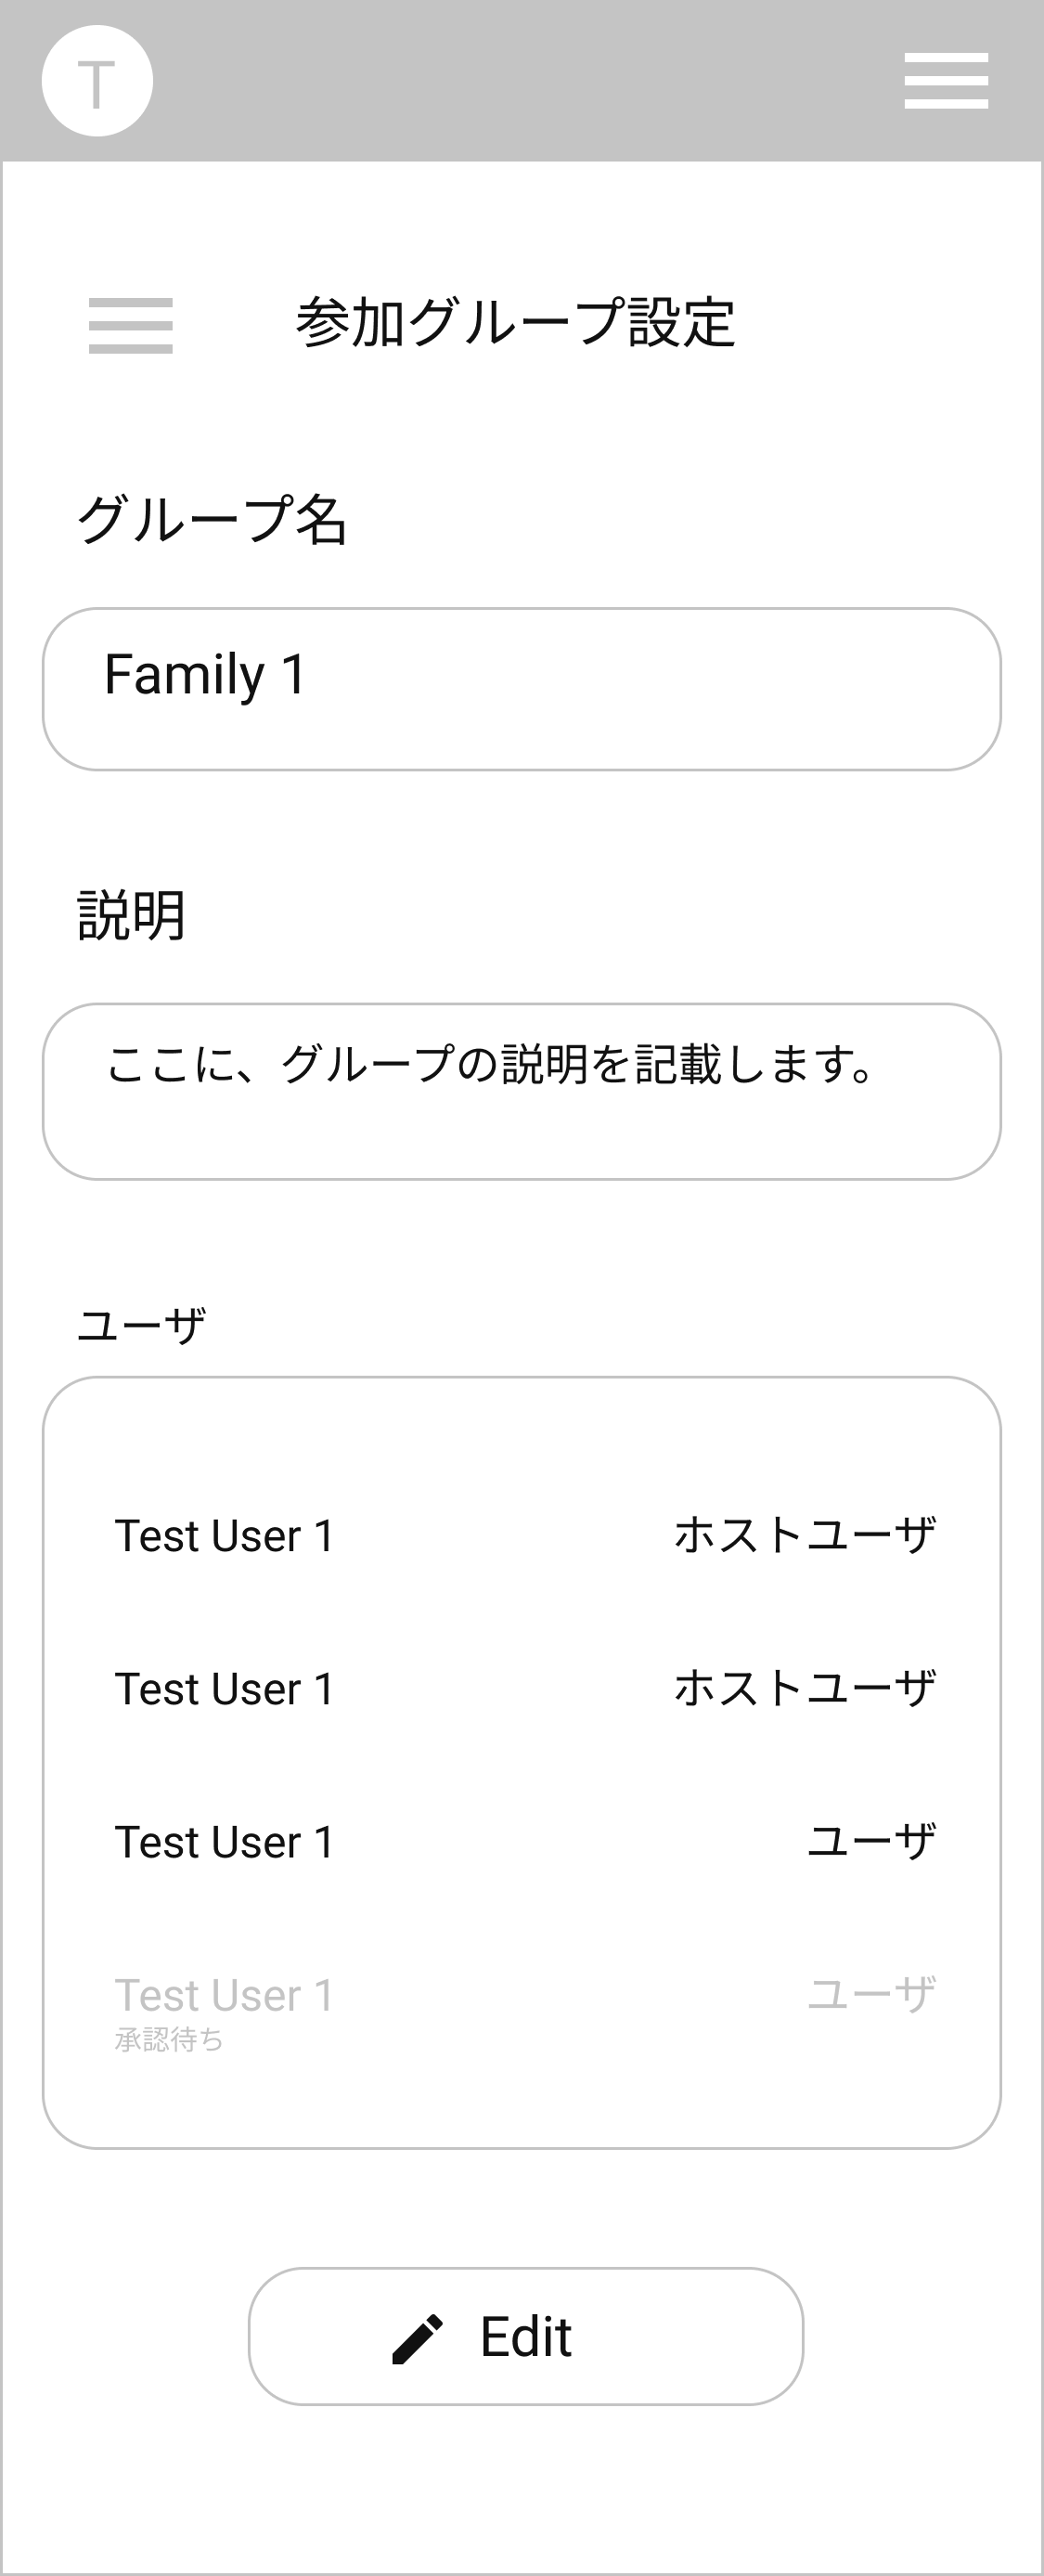 T
参加グループ設定
グループ名
Family 1
説明
ここに、グループの説明を記載します。
ユーザ
Test User 1 ホストユーザ
Test User 1 ホストユーザ
Test User 1 ユーザ
Test User 1 ユーザ
承認待ち
Edit